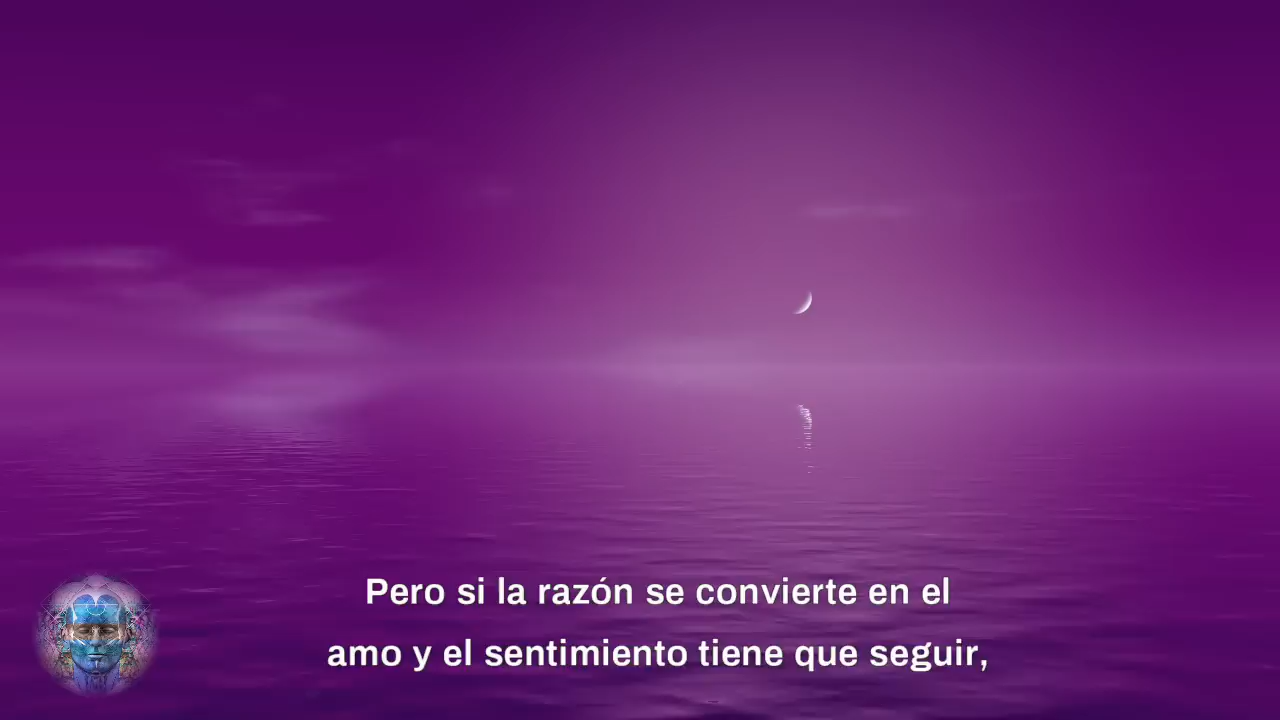 Pero si la razón se convierte en el
amo y el sentimiento tiene que seguir,